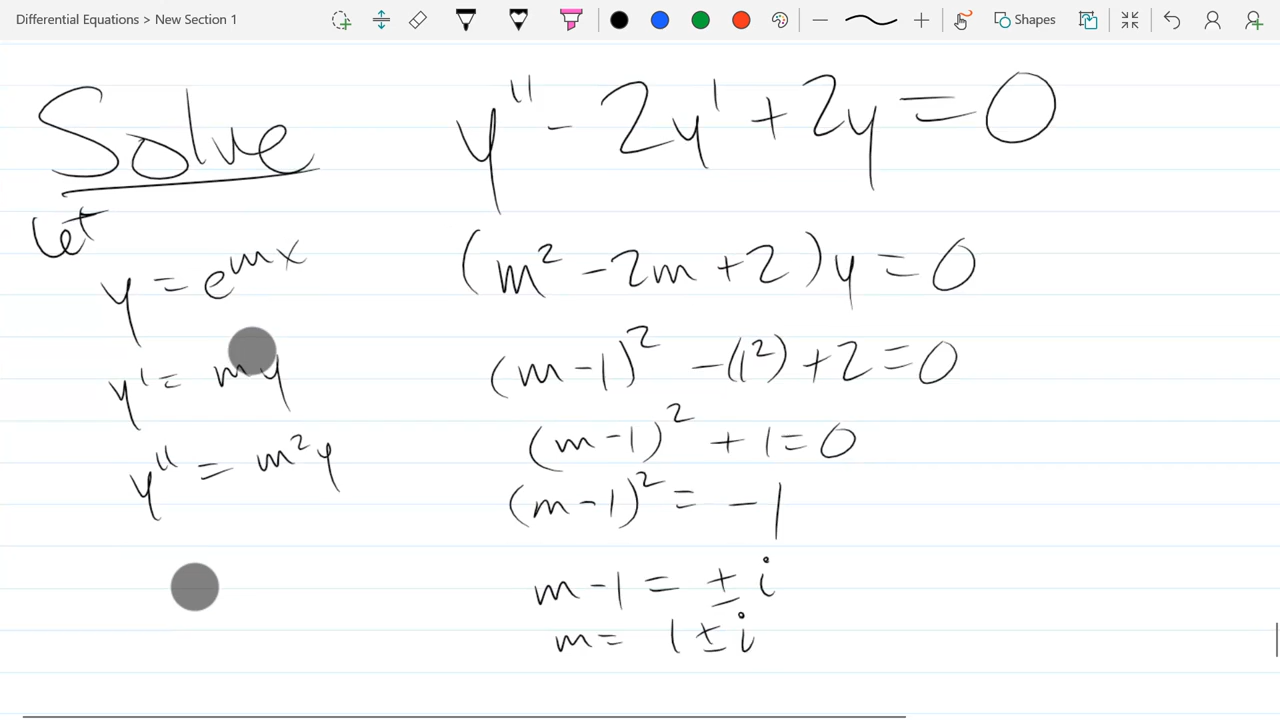 Differential Equations > New Section 1
Shapes
Solve y'' - 2y' + 2y = 0
let
y = e^{mx}
(m² - 2m + 2)y = 0
y' = my
(m - 1)² - (1²) + 2 = 0
(m - 1)² + 1 = 0
y'' = m²y
(m - 1)² = -1
m - 1 = ± i
m = 1 ± i